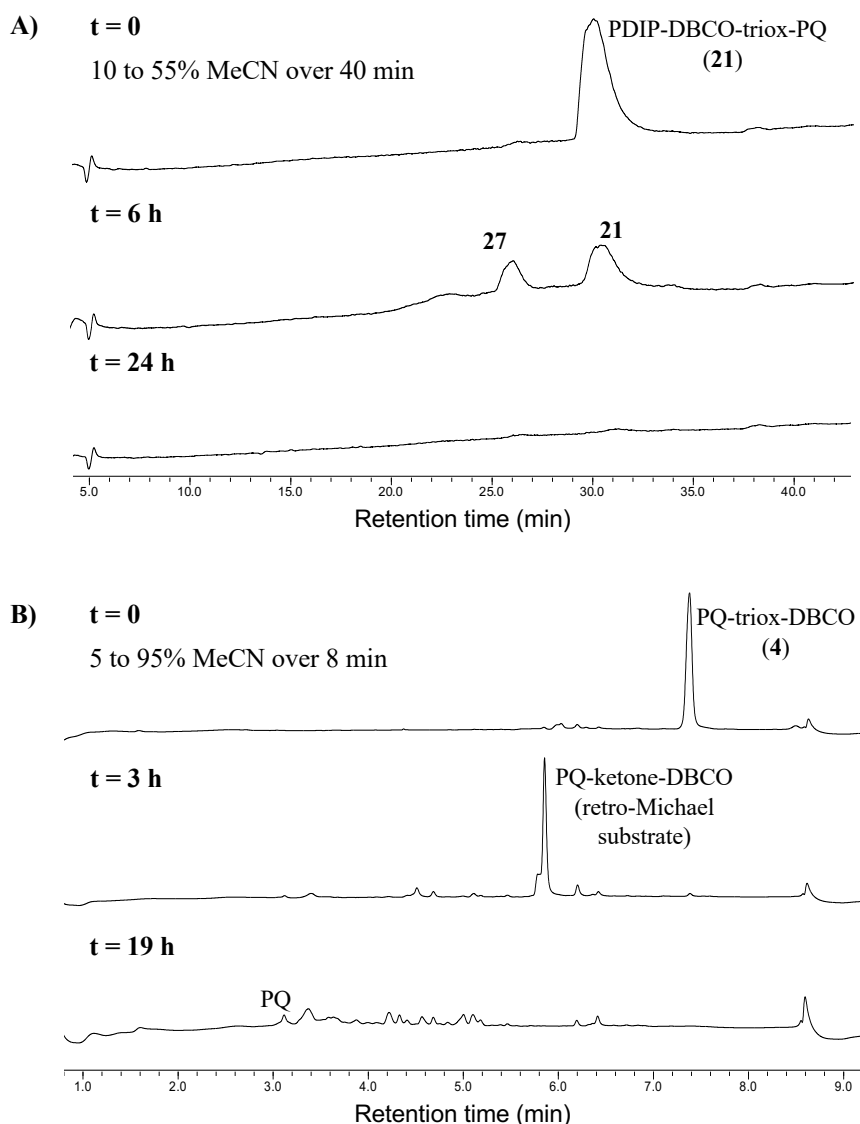 A)
t = 0
10 to 55% MeCN over 40 min
PDIP-DBCO-triox-PQ
(21)
t = 6 h
27
21
t = 24 h
5.0 10.0 15.0 20.0 25.0 30.0 35.0 40.0
Retention time (min)
B)
t = 0
5 to 95% MeCN over 8 min
PQ-triox-DBCO
(4)
t = 3 h
PQ-ketone-DBCO
(retro-Michael
substrate)
t = 19 h
PQ
1.0 2.0 3.0 4.0 5.0 6.0 7.0 8.0 9.0
Retention time (min)